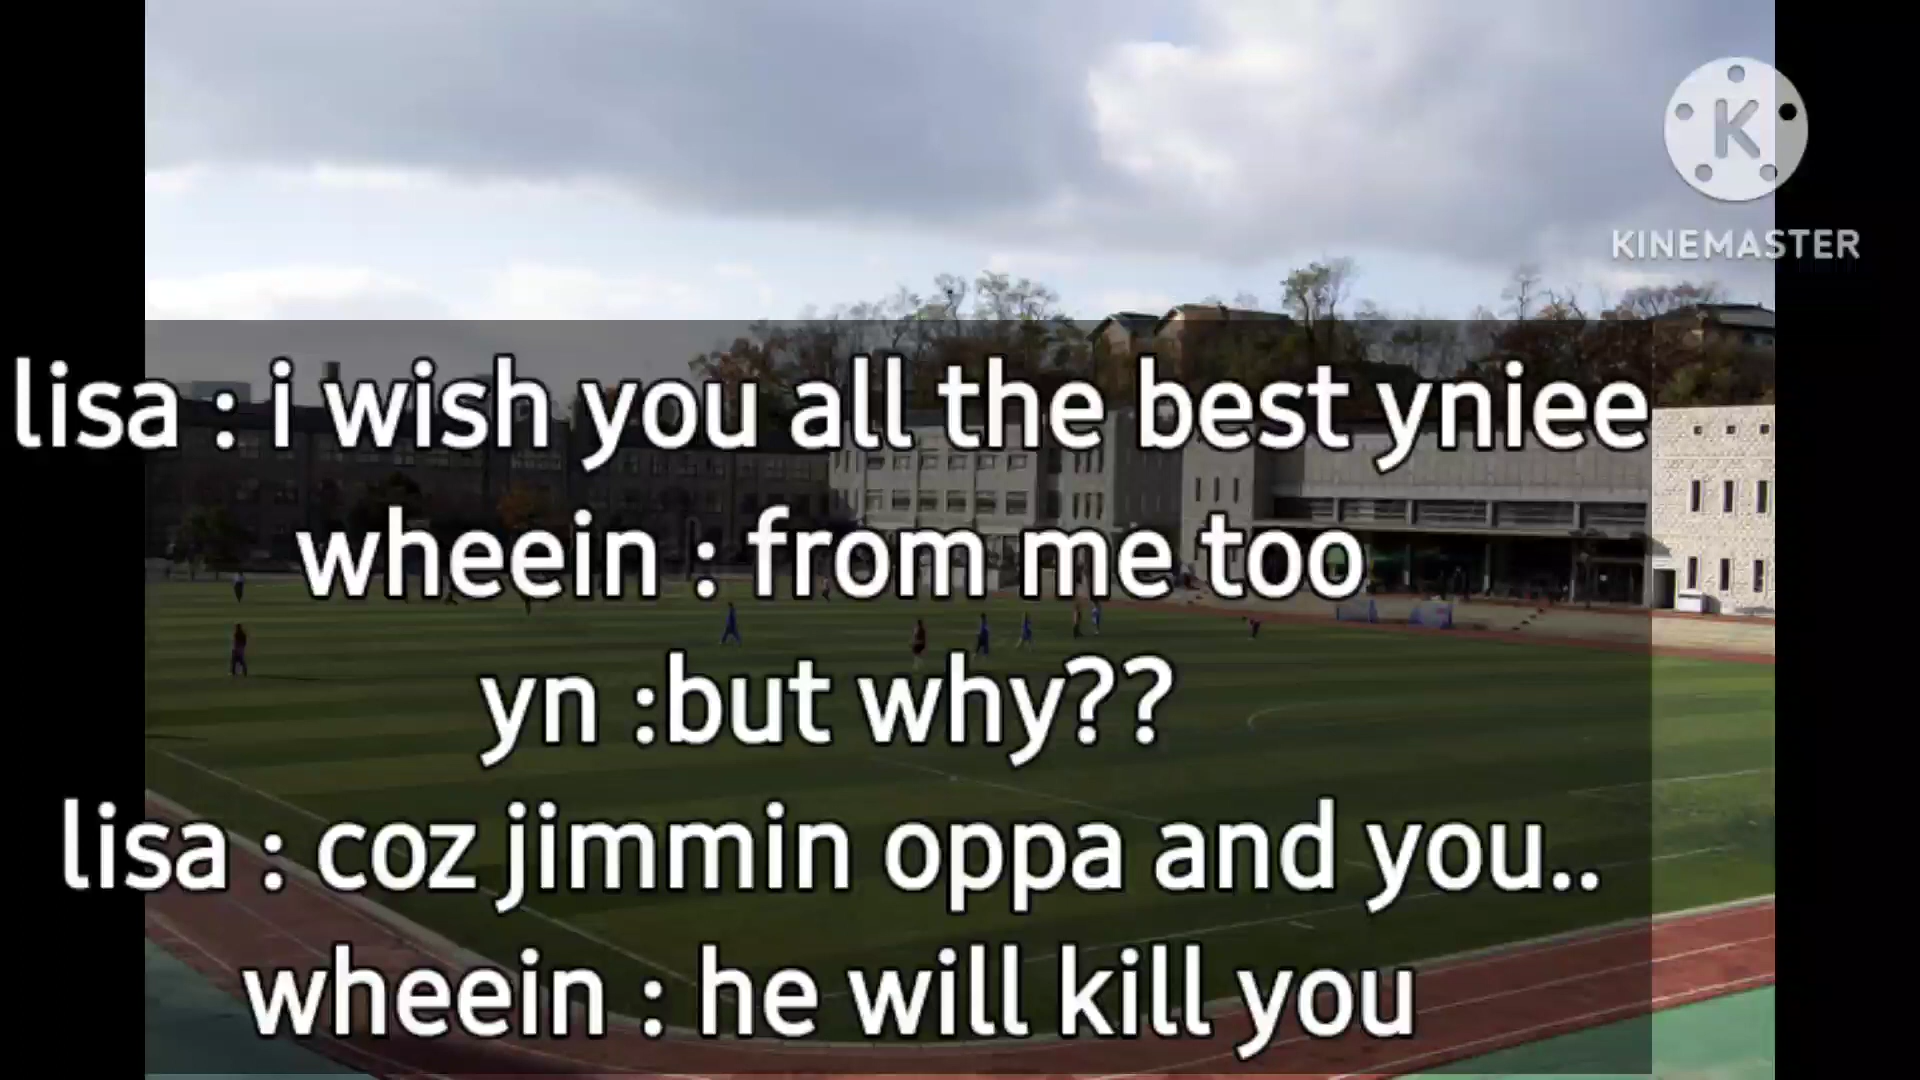 K
KINEMASTER
lisa : i wish you all the best yniee
wheein : from me too
yn :but why??
lisa : coz jimmin oppa and you..
wheein : he will kill you